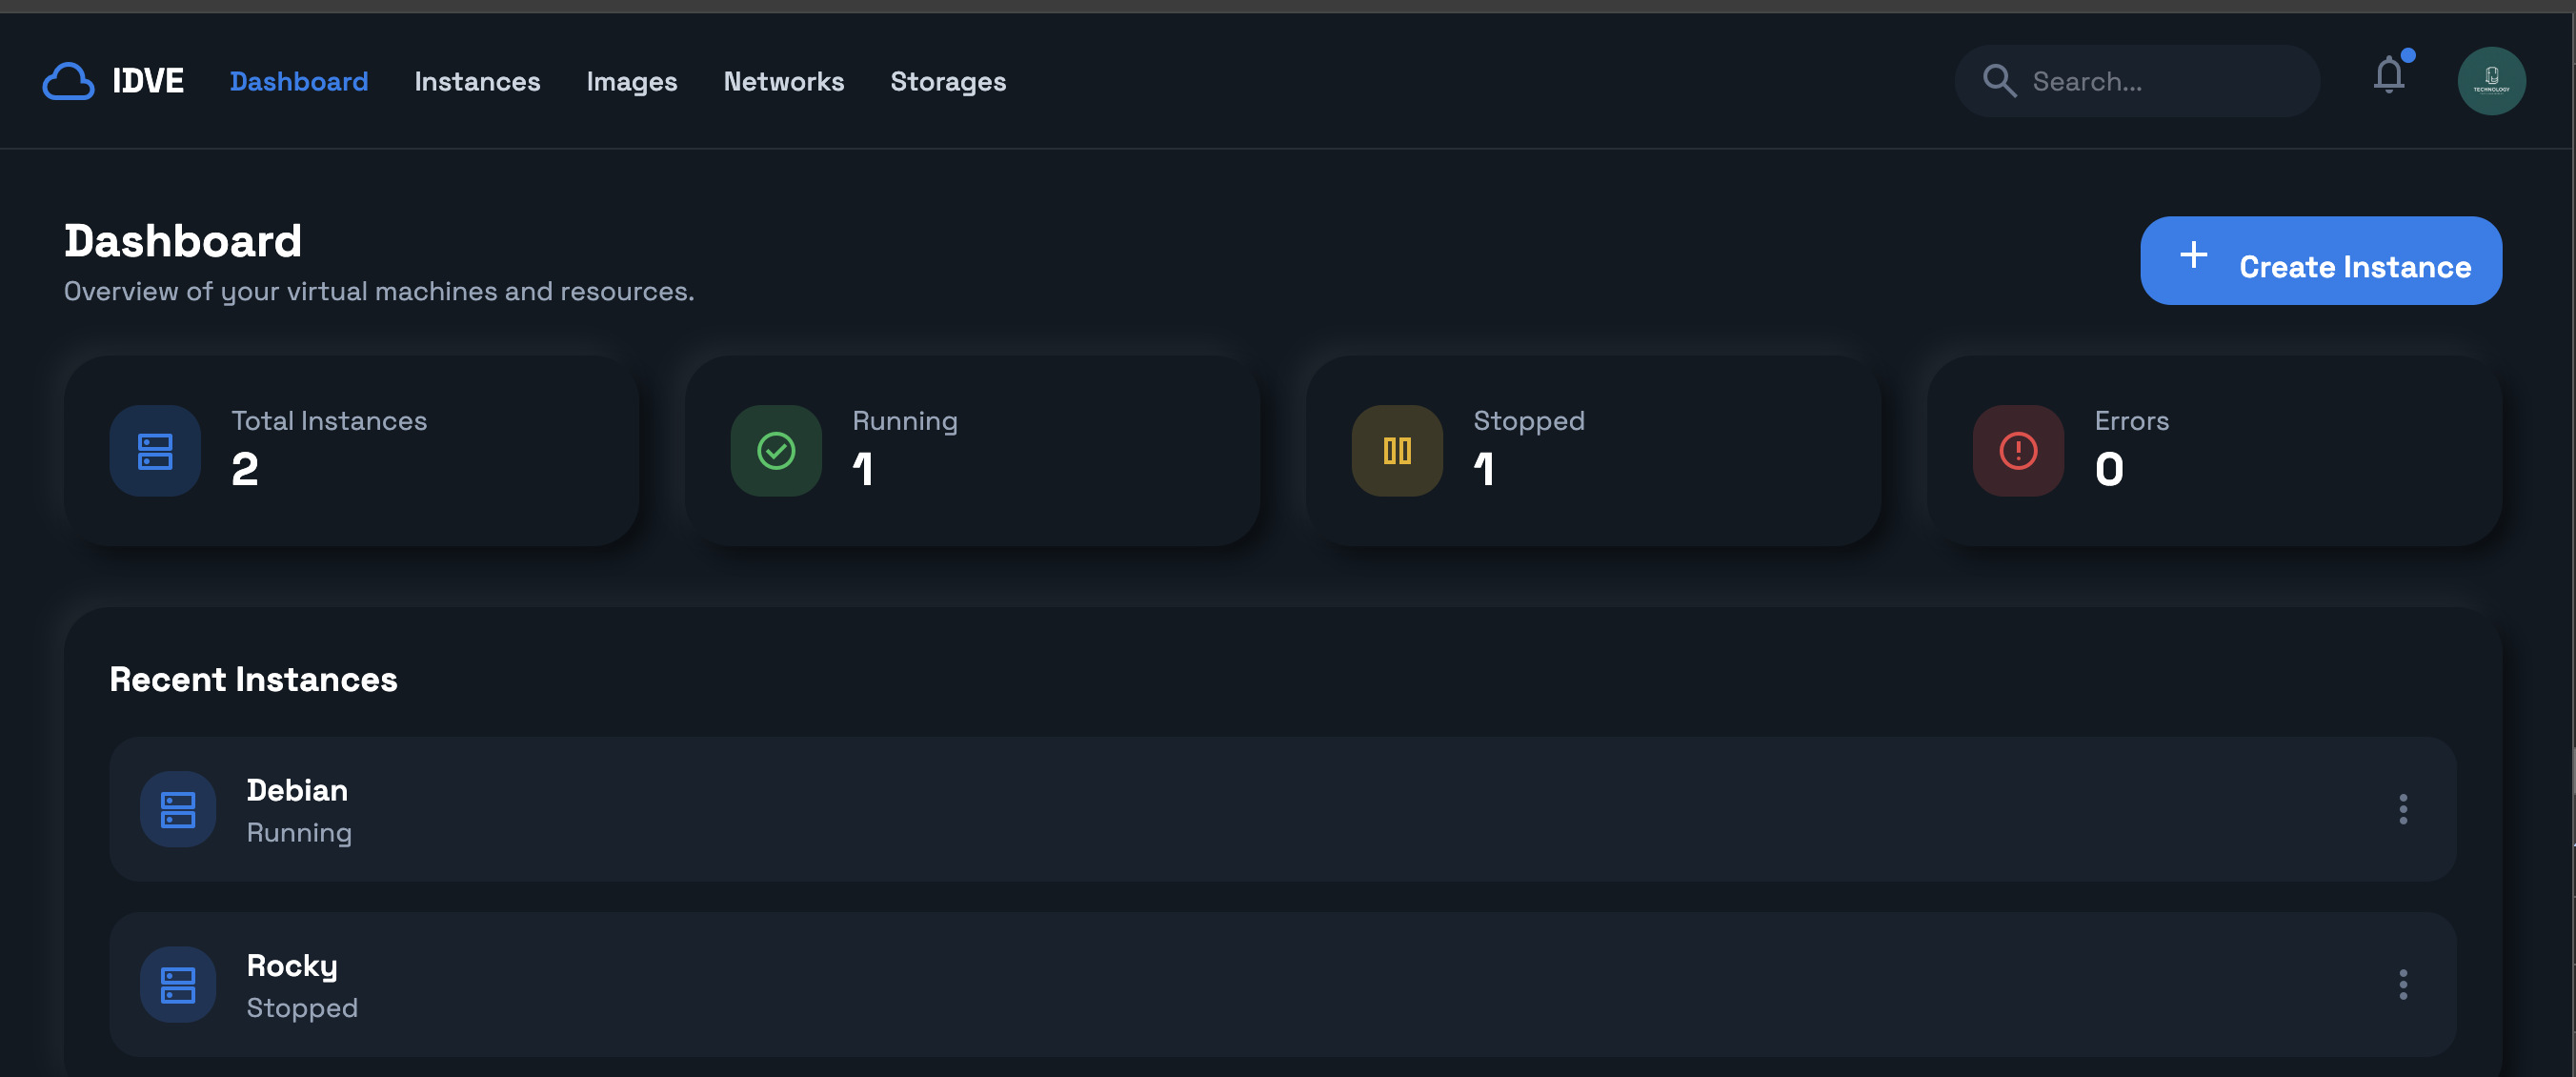 IDVE Dashboard Instances Images Networks Storages Search...
TECHNOLOGY
Dashboard
Overview of your virtual machines and resources.
Create Instance
Total Instances
2
Running
1
Stopped
1
Errors
0
Recent Instances
Debian
Running
Rocky
Stopped